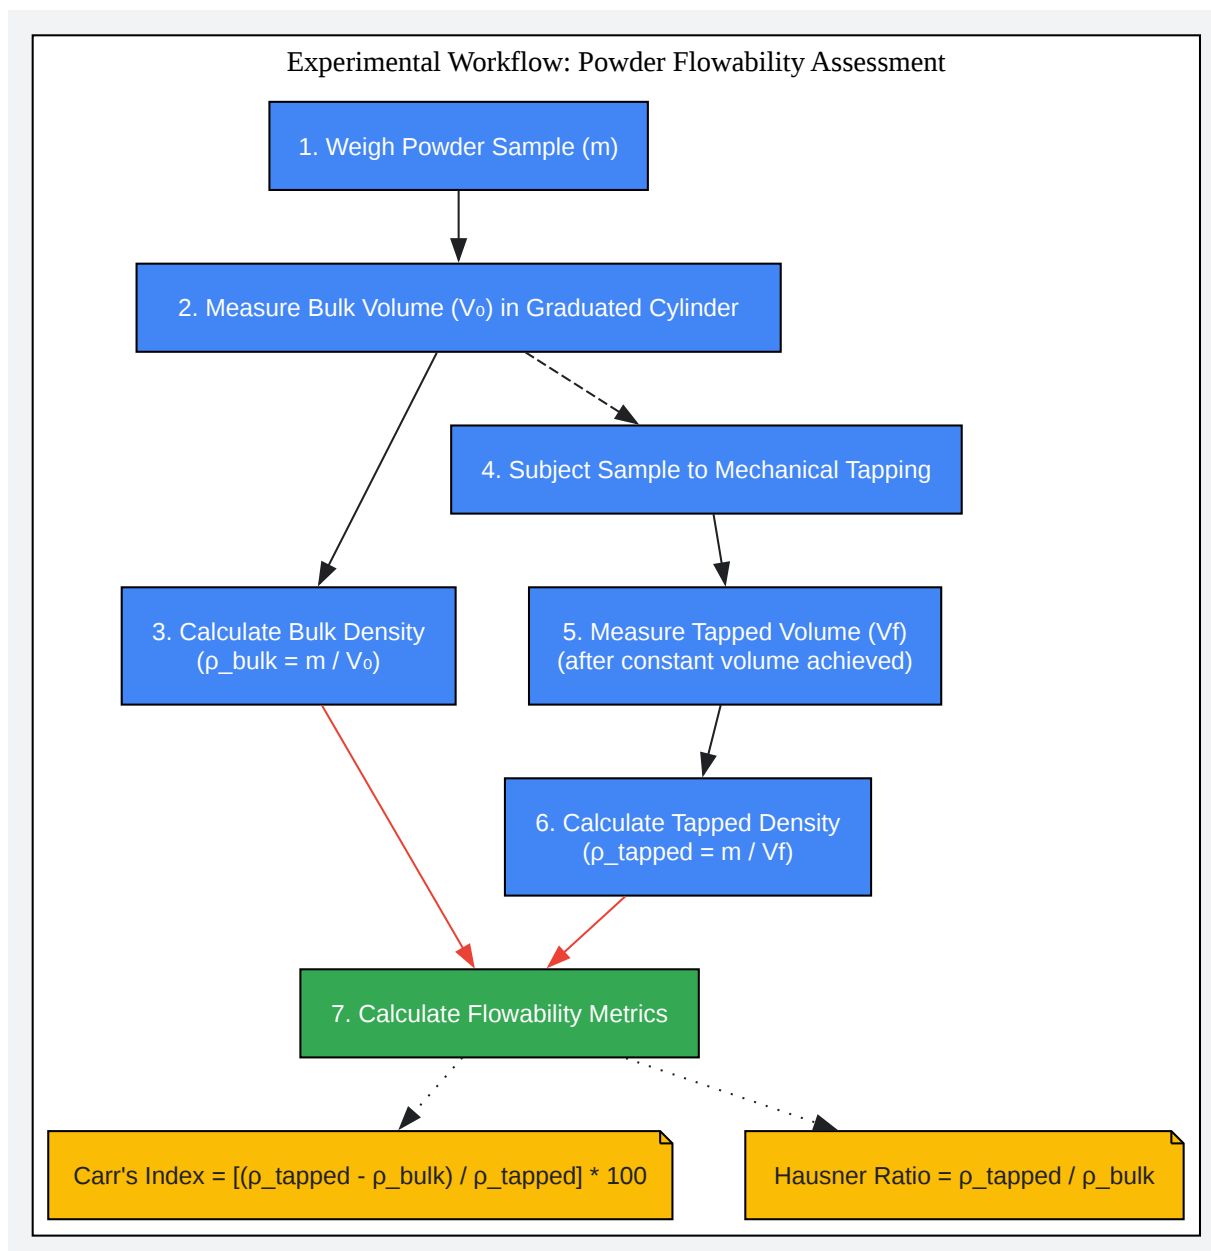 Experimental Workflow: Powder Flowability Assessment
1. Weigh Powder Sample (m)
2. Measure Bulk Volume (V₀) in Graduated Cylinder
4. Subject Sample to Mechanical Tapping
3. Calculate Bulk Density
(ρ_bulk = m / V₀)
5. Measure Tapped Volume (Vf)
(after constant volume achieved)
6. Calculate Tapped Density
(ρ_tapped = m / Vf)
7. Calculate Flowability Metrics
Carr's Index = [(ρ_tapped - ρ_bulk) / ρ_tapped] * 100
Hausner Ratio = ρ_tapped / ρ_bulk